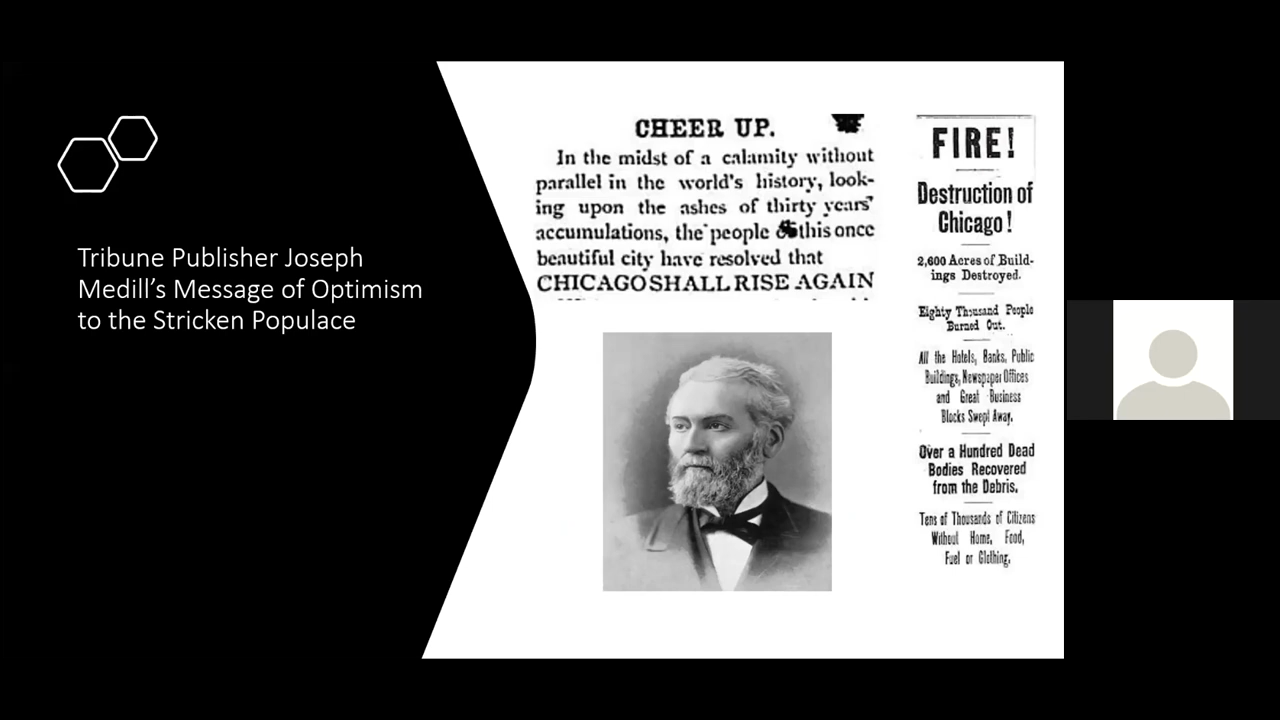 Tribune Publisher Joseph
Medill’s Message of Optimism
to the Stricken Populace
CHEER UP.
In the midst of a calamity without
parallel in the world's history, look-
ing upon the ashes of thirty years'
accumulations, the people this once
beautiful city have resolved that
CHICAGO SHALL RISE AGAIN
FIRE!
Destruction of
Chicago!
2,600 Acres of Build-
ings Destroyed.
Eighty Thousand People
Burned Out.
All the Hotels, Banks, Public
Buildings, Newspaper Offices
and Great Business
Blocks Swept Away.
Over a Hundred Dead
Bodies Recovered
from the Debris.
Tens of Thousands of Citizens
Without Home, Food,
Fuel or Clothing.